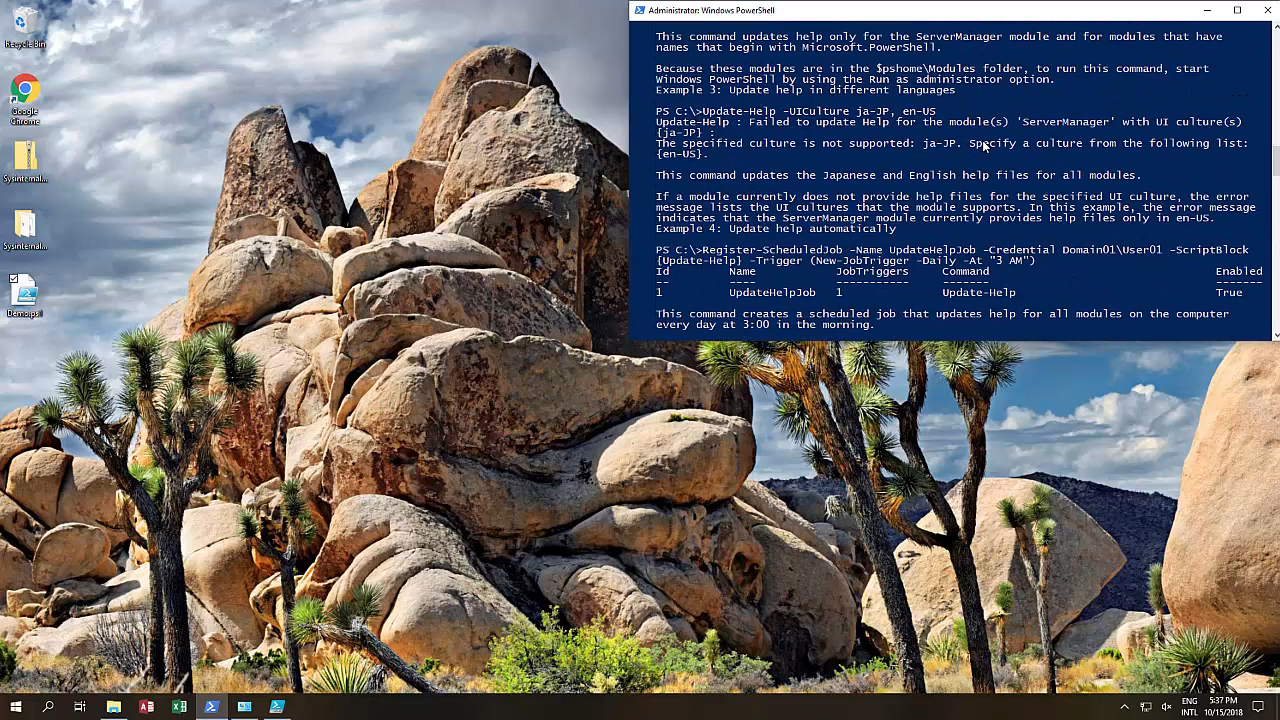 Administrator: Windows PowerShell
This command updates help only for the ServerManager module and for modules that have
names that begin with Microsoft.PowerShell.
Because these modules are in the $pshome\Modules folder, to run this command, start
Windows PowerShell by using the Run as administrator option.
Example 3: Update help in different languages
PS C:\>Update-Help -UICulture ja-JP, en-US
Update-Help : Failed to update Help for the module(s) 'ServerManager' with UI culture(s)
{ja-JP} :
The specified culture is not supported: ja-JP. Specify a culture from the following list:
{en-US}.
This command updates the Japanese and English help files for all modules.
If a module currently does not provide help files for the specified UI culture, the error
message lists the UI cultures that the module supports. In this example, the error message
indicates that the ServerManager module currently provides help files only in en-US.
Example 4: Update help automatically
PS C:\>Register-ScheduledJob -Name UpdateHelpJob -Credential Domain01\User01 -ScriptBlock
{Update-Help} -Trigger (New-JobTrigger -Daily -At "3 AM")
Id Name JobTriggers Command Enabled
-- ---- ----------- ------- -------
1 UpdateHelpJob 1 Update-Help True
This command creates a scheduled job that updates help for all modules on the computer
every day at 3:00 in the morning.
Recycle Bin
Google
Chrome
Sysinternal...
Sysinternal...
Demo.ps1
ENG
INTL
5:37 PM
10/15/2018